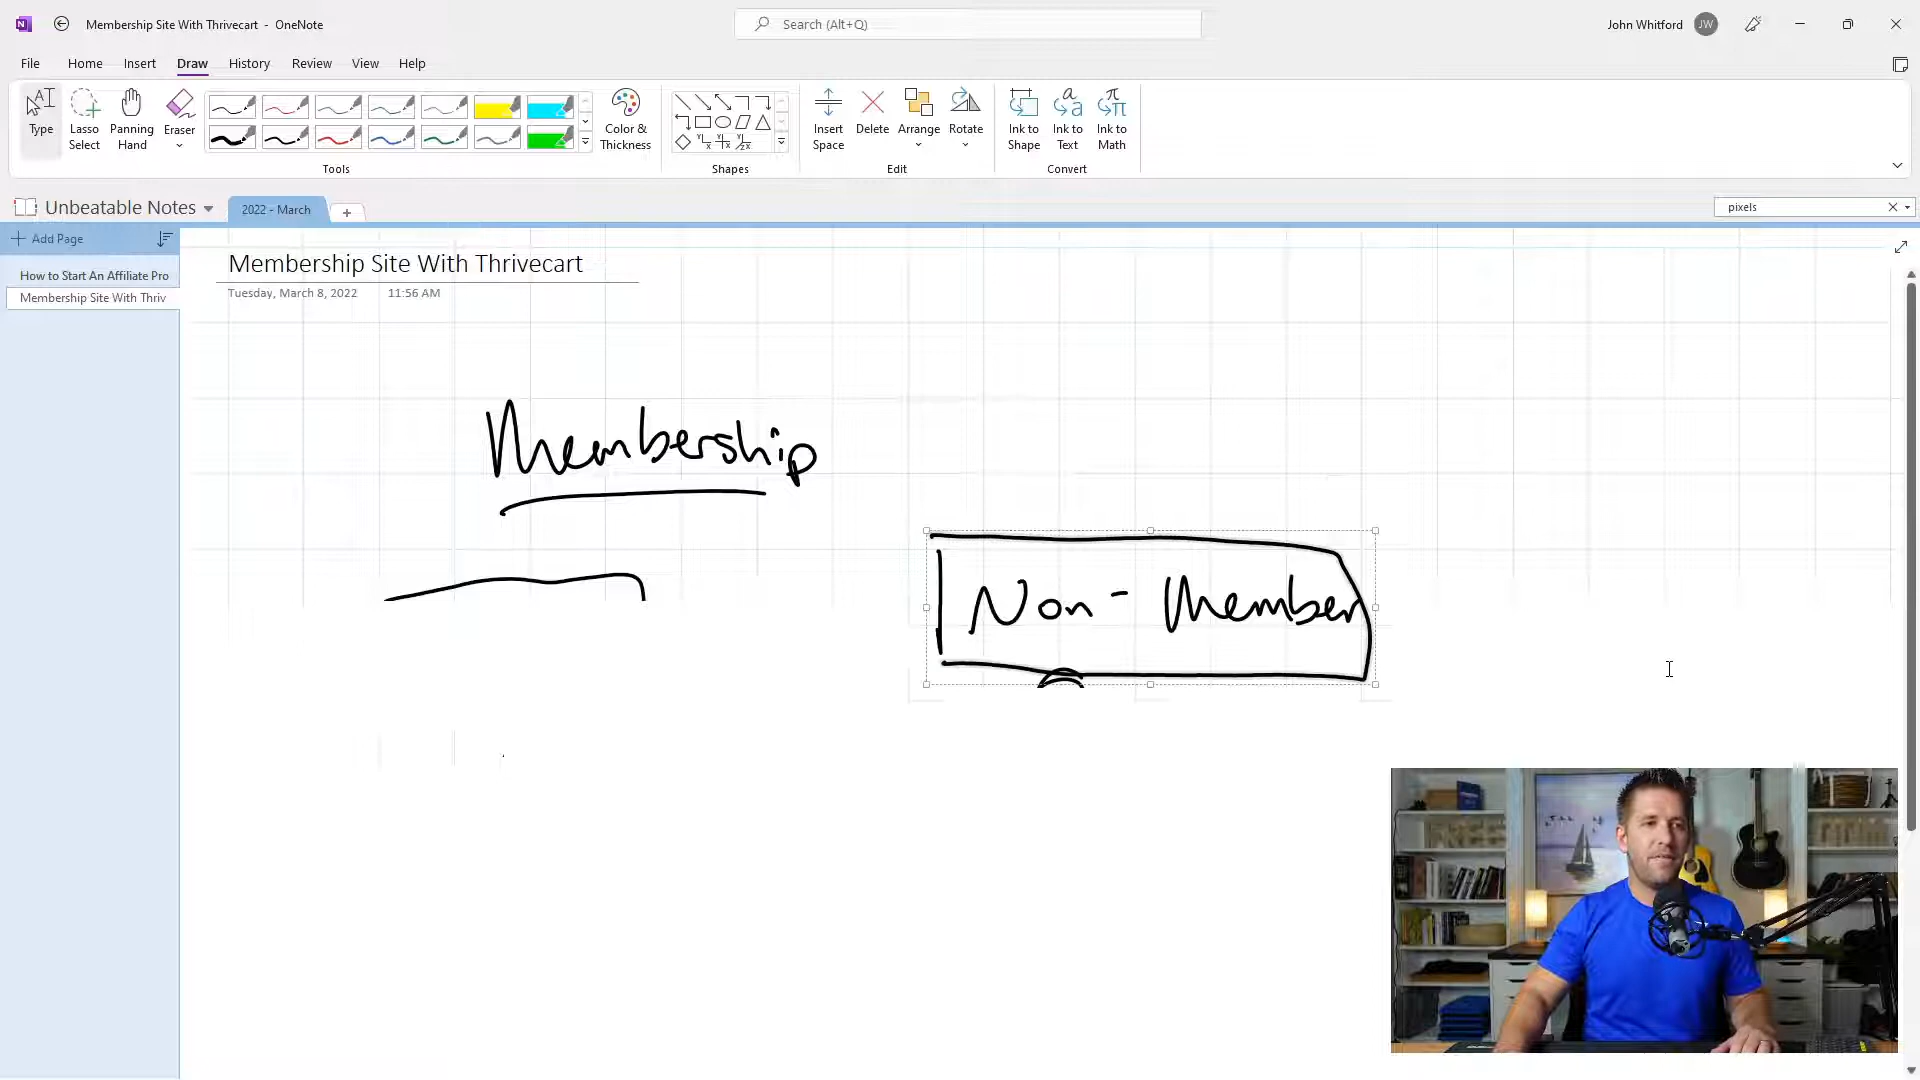 Membership Site With Thrivecart - OneNote
Search (Alt+Q)
John Whitford
JW
File Home Insert Draw History Review View Help
Type
Lasso Select
Panning Hand
Eraser
Color & Thickness
Insert Space
Delete
Arrange
Rotate
Ink to Shape
Ink to Text
Ink to Math
Tools
Shapes
Edit
Convert
Unbeatable Notes
2022 - March
pixels
Add Page
How to Start An Affiliate Pro
Membership Site With Thriv
Membership Site With Thrivecart
Tuesday, March 8, 2022 11:56 AM
Membership
Non - Member